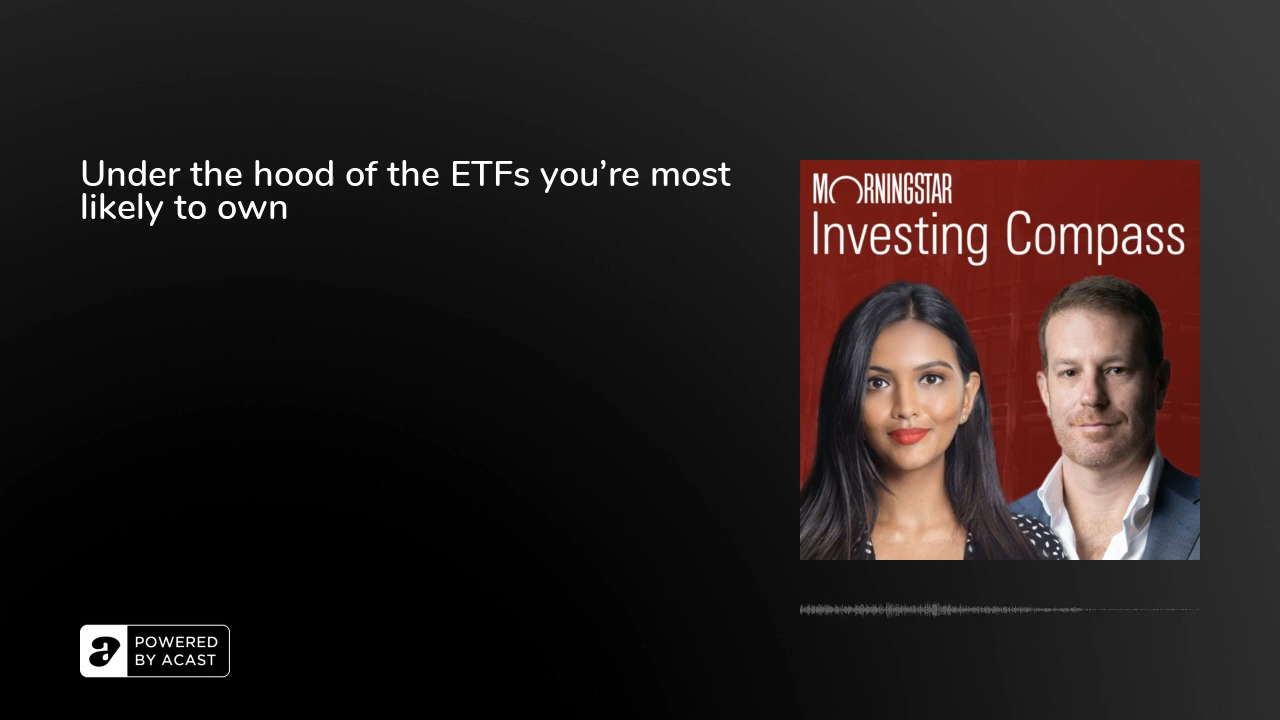 Under the hood of the ETFs you’re most
likely to own
MORNINGSTAR
Investing Compass
POWERED
BY ACAST